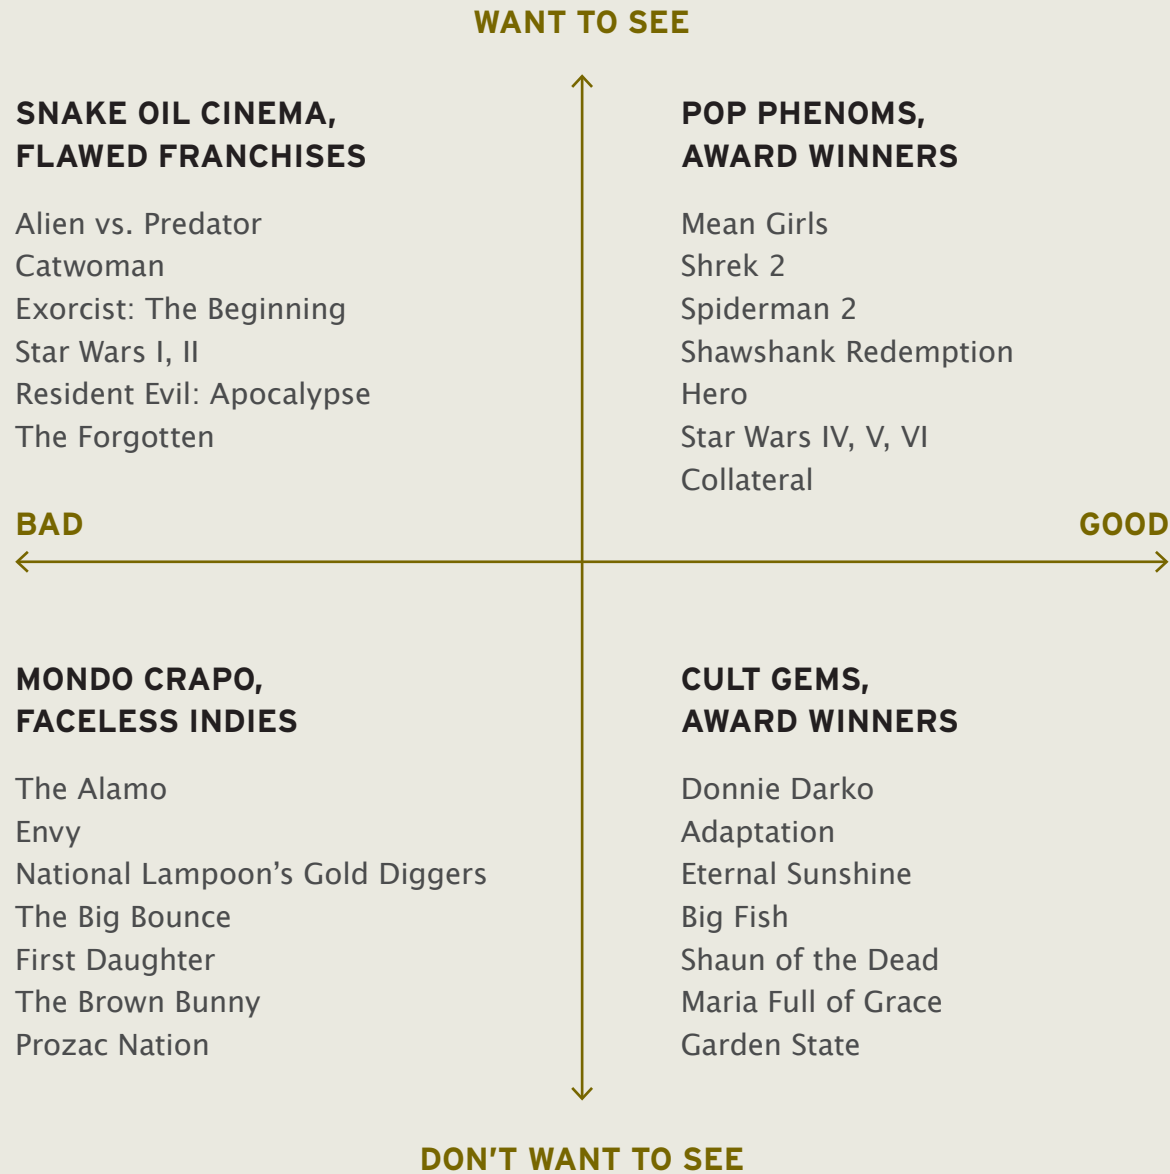 WANT TO SEE
SNAKE OIL CINEMA,
FLAWED FRANCHISES
Alien vs. Predator
Catwoman
Exorcist: The Beginning
Star Wars I, II
Resident Evil: Apocalypse
The Forgotten
POP PHENOMS,
AWARD WINNERS
Mean Girls
Shrek 2
Spiderman 2
Shawshank Redemption
Hero
Star Wars IV, V, VI
Collateral
BAD
GOOD
MONDO CRAPO,
FACELESS INDIES
The Alamo
Envy
National Lampoon’s Gold Diggers
The Big Bounce
First Daughter
The Brown Bunny
Prozac Nation
CULT GEMS,
AWARD WINNERS
Donnie Darko
Adaptation
Eternal Sunshine
Big Fish
Shaun of the Dead
Maria Full of Grace
Garden State
DON’T WANT TO SEE